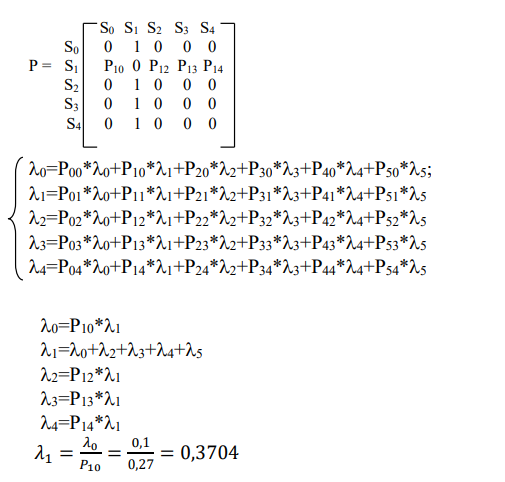 S₀ S₁ S₂ S₃ S₄
S₀ 0 1 0 0 0
P = S₁ P₁₀ 0 P₁₂ P₁₃ P₁₄
S₂ 0 1 0 0 0
S₃ 0 1 0 0 0
S₄ 0 1 0 0 0
λ₀=P₀₀*λ₀+P₁₀*λ₁+P₂₀*λ₂+P₃₀*λ₃+P₄₀*λ₄+P₅₀*λ₅;
λ₁=P₀₁*λ₀+P₁₁*λ₁+P₂₁*λ₂+P₃₁*λ₃+P₄₁*λ₄+P₅₁*λ₅
λ₂=P₀₂*λ₀+P₁₂*λ₁+P₂₂*λ₂+P₃₂*λ₃+P₄₂*λ₄+P₅₂*λ₅
λ₃=P₀₃*λ₀+P₁₃*λ₁+P₂₃*λ₂+P₃₃*λ₃+P₄₃*λ₄+P₅₃*λ₅
λ₄=P₀₄*λ₀+P₁₄*λ₁+P₂₄*λ₂+P₃₄*λ₃+P₄₄*λ₄+P₅₄*λ₅
λ₀=P₁₀*λ₁
λ₁=λ₀+λ₂+λ₃+λ₄+λ₅
λ₂=P₁₂*λ₁
λ₃=P₁₃*λ₁
λ₄=P₁₄*λ₁
λ₁ = λ₀/P₁₀ = 0,1/0,27 = 0,3704